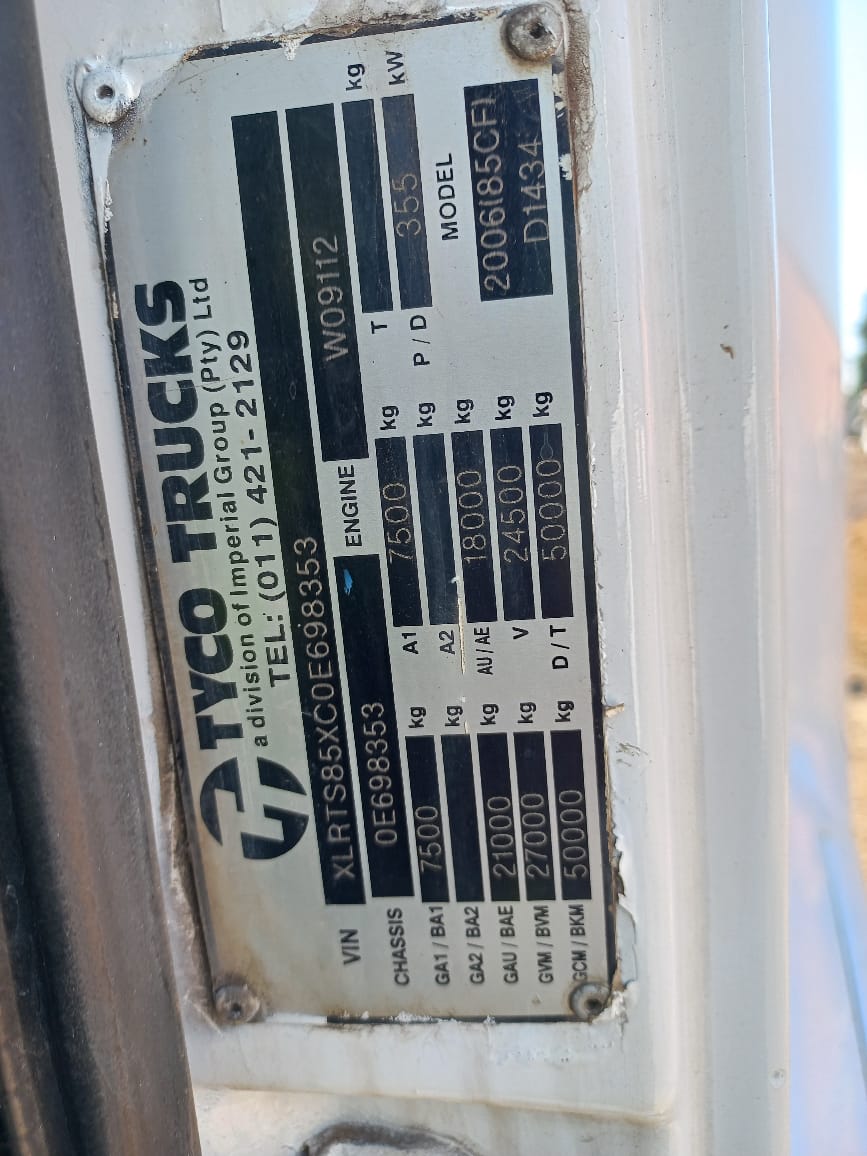 TYCO TRUCKS
a division of Imperial Group (Pty) Ltd
TEL: (011) 421-2129
VIN XLRTS85XC0E698353
CHASSIS 0E698353 ENGINE W09112
GA1 / BA1 7500 kg A1 7500 kg T kg
GA2 / BA2 kg A2 kg P / D 355 kW
GAU / BAE 21000 kg AU / AE 18000 kg MODEL
GVM / BVM 27000 kg V 24500 kg 2006(85CF)
GCM / BKM 50000 kg D / T 50000 kg D1434